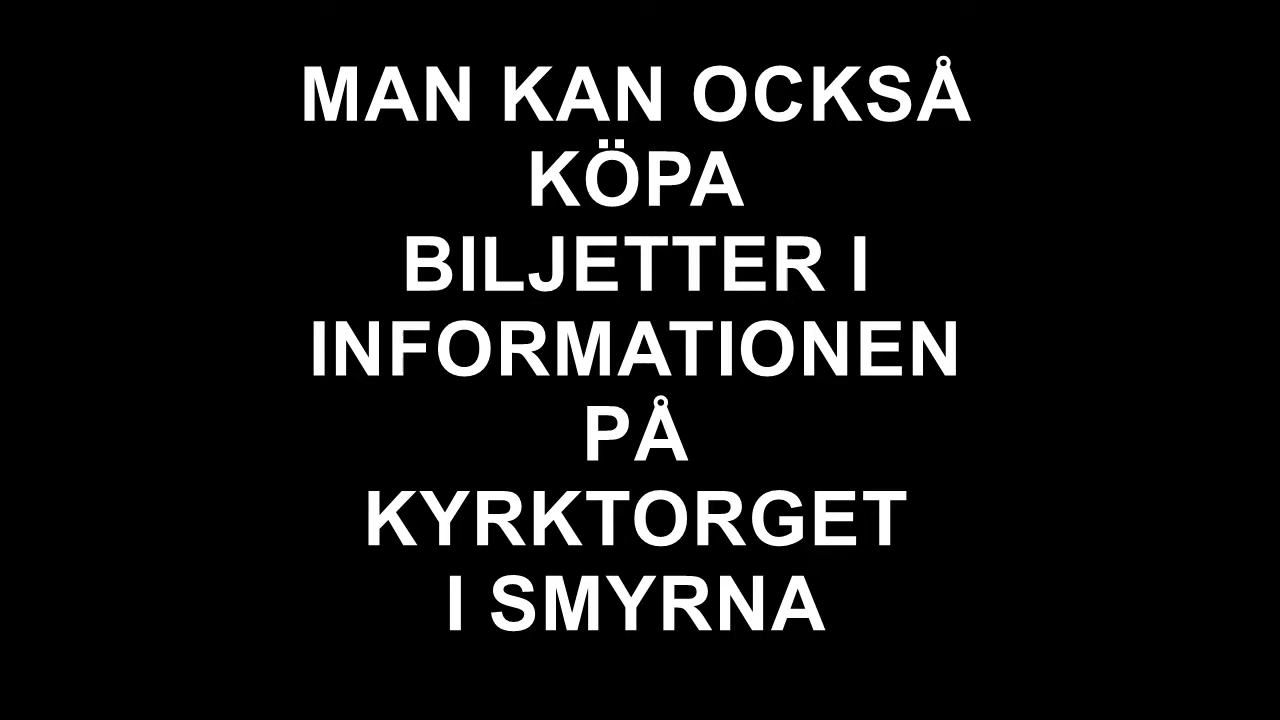 MAN KAN OCKSÅ
KÖPA
BILJETTER I
INFORMATIONEN
PÅ
KYRKTORGET
I SMYRNA